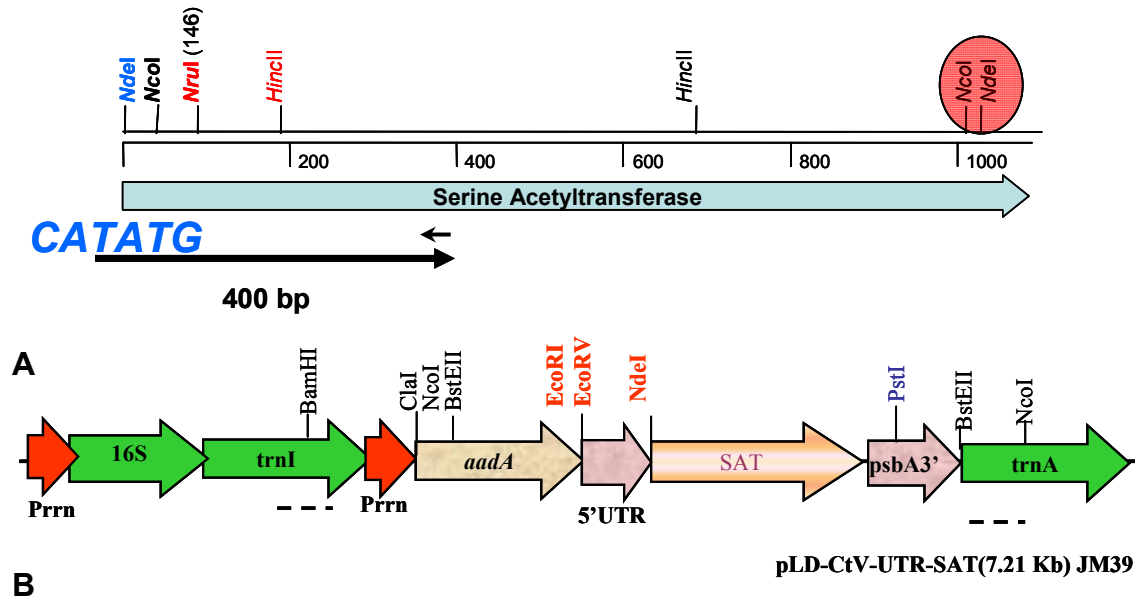 NdeI NcoI NruI (146) HincII HincII NcoI NdeI
200 400 600 800 1000
Serine Acetyltransferase
CATATG
400 bp
A
BamHI ClaI NcoI BstEII EcoRI EcoRV NdeI PstI BstEII NcoI
16S trnI aadA SAT psbA3' trnA
Prrn Prrn 5'UTR
pLD-CtV-UTR-SAT(7.21 Kb) JM39
B